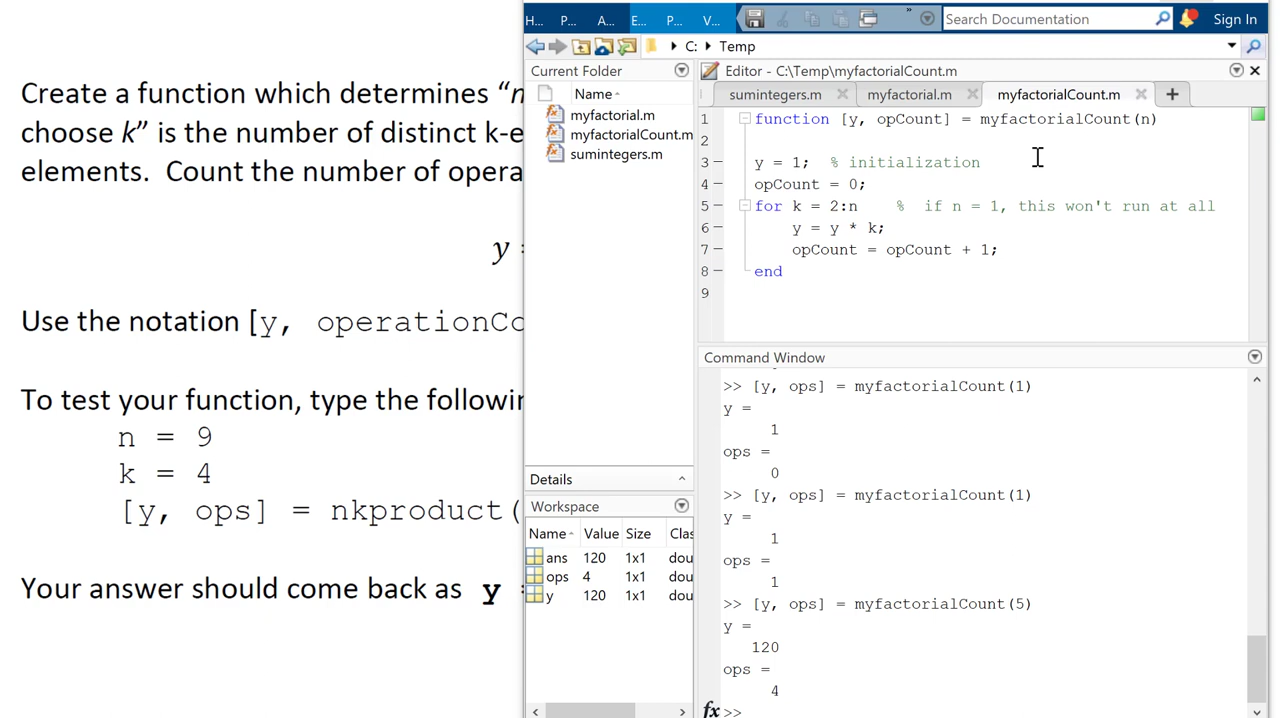 Create a function which determines “n
choose k” is the number of distinct k-e
elements. Count the number of opera
y
Use the notation [y, operationCo
To test your function, type the followin
n = 9
k = 4
[y, ops] = nkproduct(
Your answer should come back as y
H... P... A... E... P... V...
Search Documentation
Sign In
C: Temp
Current Folder
Name
myfactorial.m
myfactorialCount.m
sumintegers.m
Details
Workspace
Name Value Size Clas
ans 120 1x1 dou
ops 4 1x1 dou
y 120 1x1 dou
Editor - C:\Temp\myfactorialCount.m
sumintegers.m myfactorial.m myfactorialCount.m +
1 function [y, opCount] = myfactorialCount(n)
2
3 y = 1; % initialization
4 opCount = 0;
5 for k = 2:n % if n = 1, this won't run at all
6 y = y * k;
7 opCount = opCount + 1;
8 end
9
Command Window
>> [y, ops] = myfactorialCount(1)
y =
1
ops =
0
>> [y, ops] = myfactorialCount(1)
y =
1
ops =
1
>> [y, ops] = myfactorialCount(5)
y =
120
ops =
4
fx >>